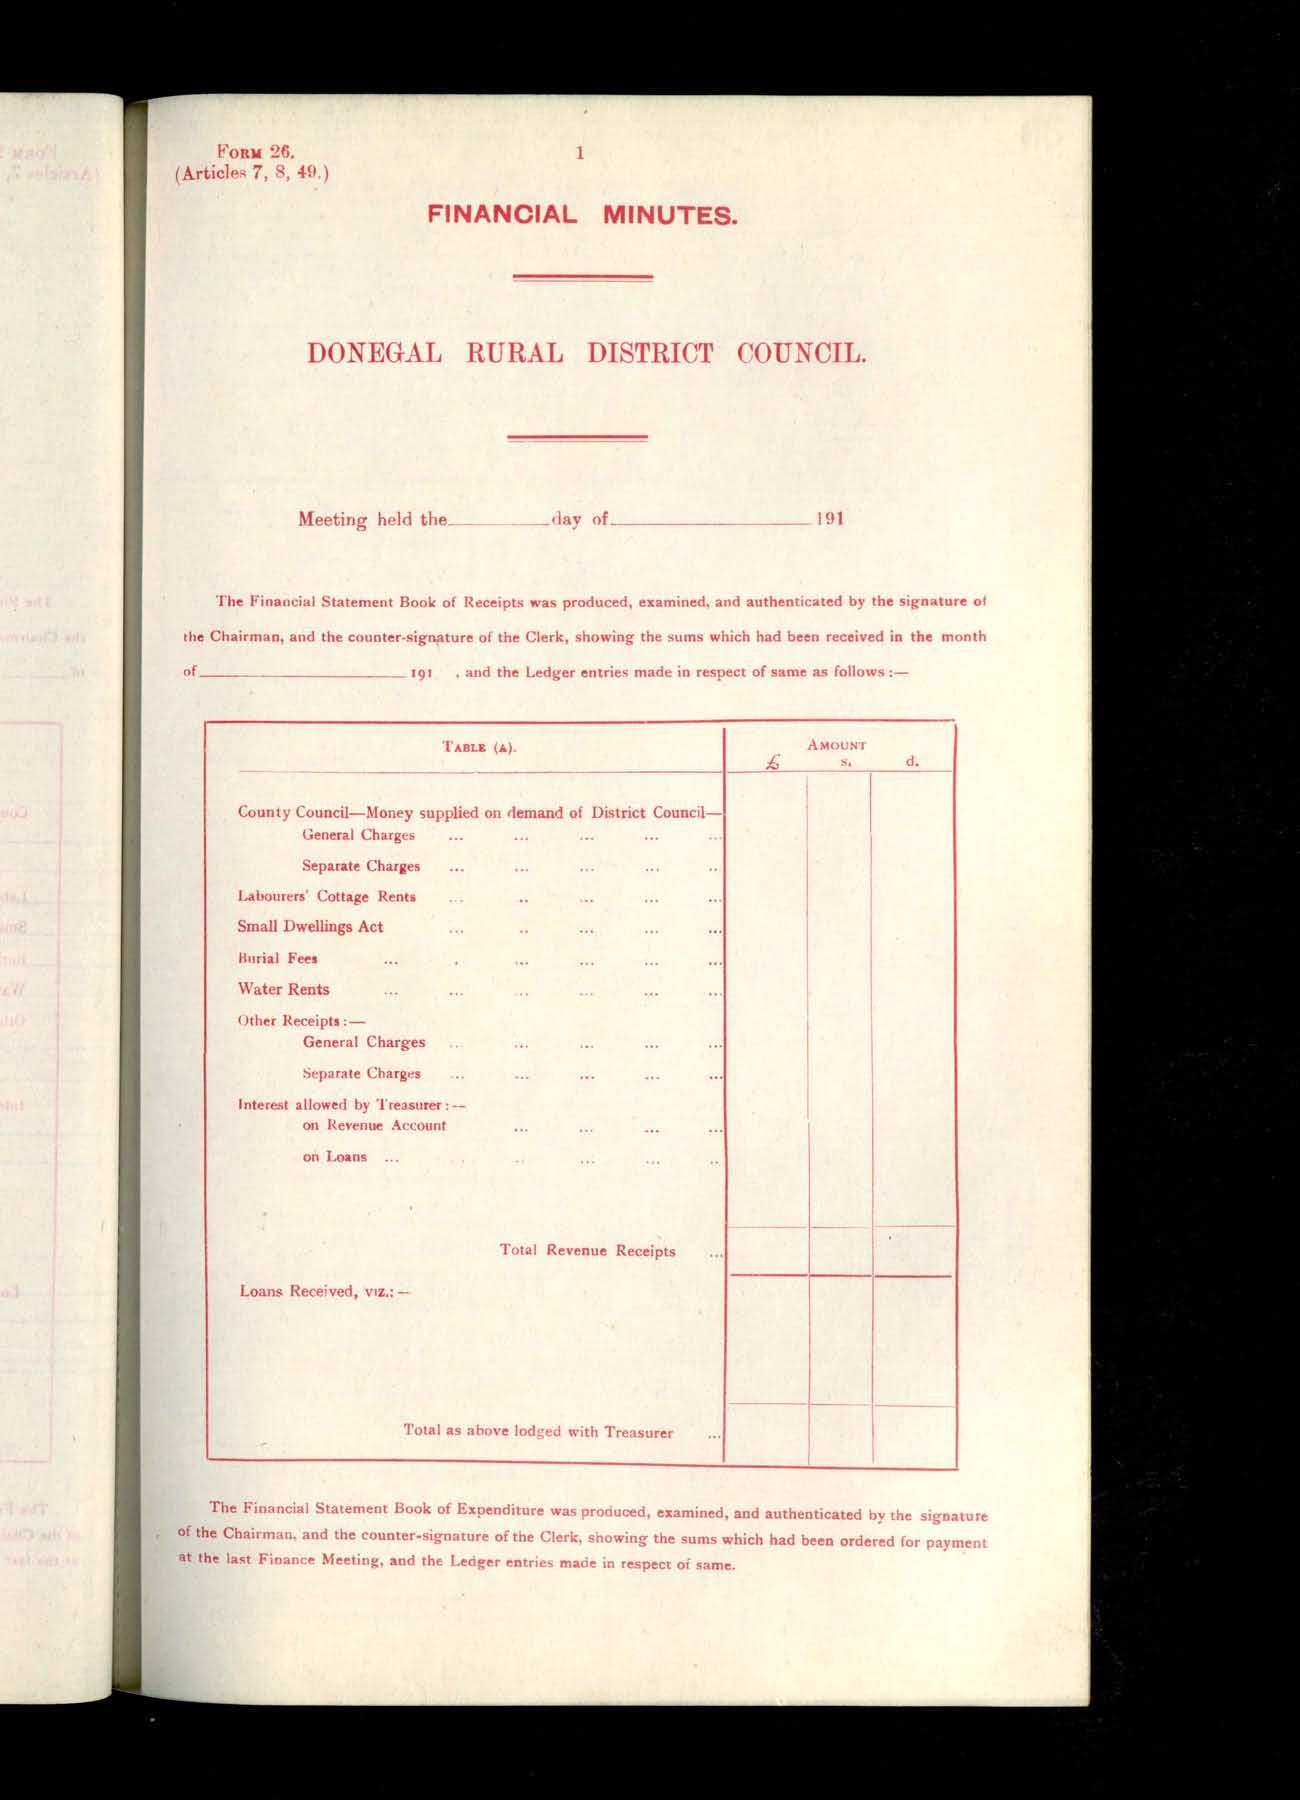 FORM 26.
1
(Articles 7, 8, 49.)
FINANCIAL MINUTES.
DONEGAL RURAL DISTRICT COUNCIL.
Meeting held the day of 191
The Financial Statement Book of Receipts was produced, examined, and authenticated by the signature of
the Chairman, and the counter-signature of the Clerk, showing the sums which had been received in the month
of 191 , and the Ledger entries made in respect of same as follows :—
TABLE (A).
AMOUNT
£ s. d.
County Council—Money supplied on demand of District Council—
General Charges ... ... ... ... ...
Separate Charges ... ... ... ... ..
Labourers' Cottage Rents ... .. ... ... ...
Small Dwellings Act ... .. ... ... ...
Burial Fees ... . ... ... ... ...
Water Rents ... ... ... ... ... ...
Other Receipts :—
General Charges ... ... ... ... ...
Separate Charges ... ... ... ... ...
Interest allowed by Treasurer :—
on Revenue Account ... ... ... ...
on Loans ... . .. ... ... ..
Total Revenue Receipts ...
Loans Received, viz.: —
Total as above lodged with Treasurer ...
The Financial Statement Book of Expenditure was produced, examined, and authenticated by the signature
of the Chairman, and the counter-signature of the Clerk, showing the sums which had been ordered for payment
at the last Finance Meeting, and the Ledger entries made in respect of same.